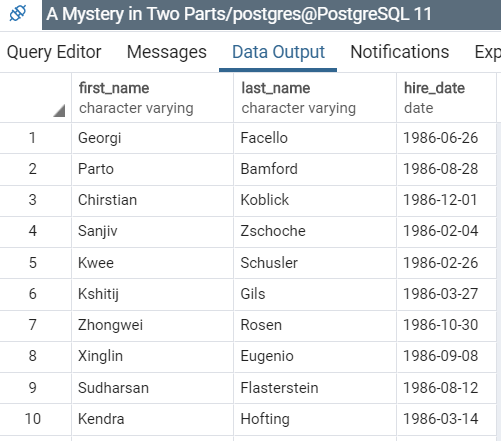 A Mystery in Two Parts/postgres@PostgreSQL 11
Query Editor Messages Data Output Notifications Exp
first_name last_name hire_date
character varying character varying date
1 Georgi Facello 1986-06-26
2 Parto Bamford 1986-08-28
3 Chirstian Koblick 1986-12-01
4 Sanjiv Zschoche 1986-02-04
5 Kwee Schusler 1986-02-26
6 Kshitij Gils 1986-03-27
7 Zhongwei Rosen 1986-10-30
8 Xinglin Eugenio 1986-09-08
9 Sudharsan Flasterstein 1986-08-12
10 Kendra Hofting 1986-03-14